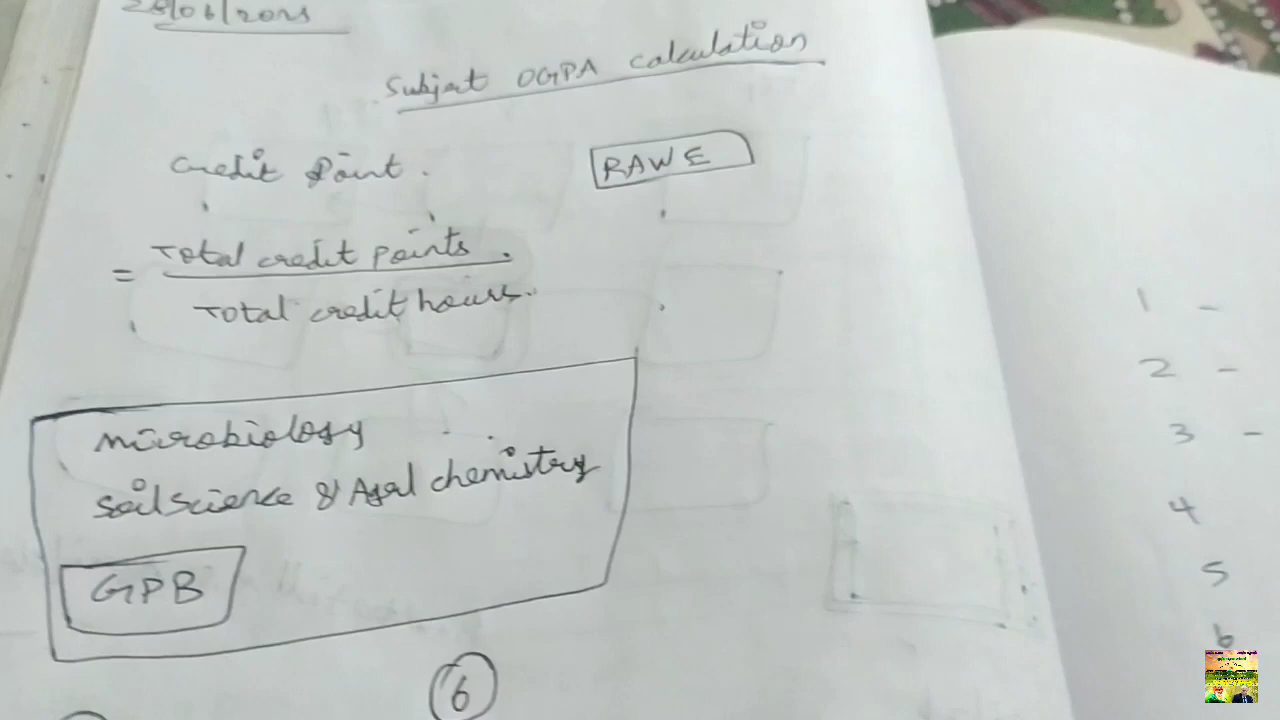 Subject OGPA calculation
Credit Point.
RAWE
= Total credit points.
Total credit hours.
microbiology
soil science & Agral chemistry
GPB
6
1 -
2 -
3 -
4
5
6